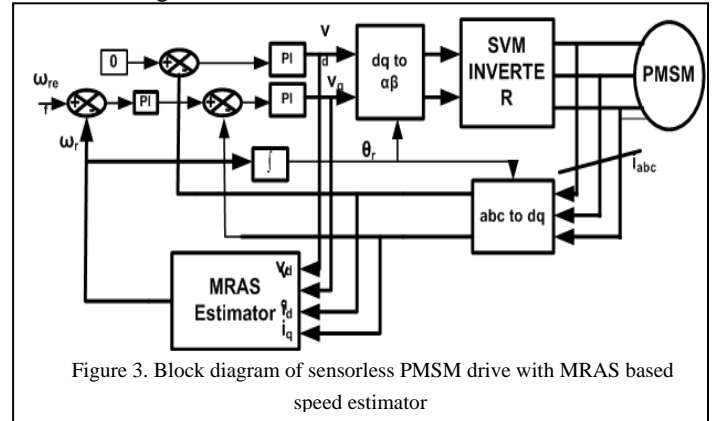 v
0
PI
d
dq to
αβ
SVM
INVERTE
R
PMSM
ω_re
f
PI
PI
v_q
ω_r
∫
θ_r
i_abc
abc to dq
MRAS
Estimator
v_d
i_d
i_q
Figure 3. Block diagram of sensorless PMSM drive with MRAS based
speed estimator